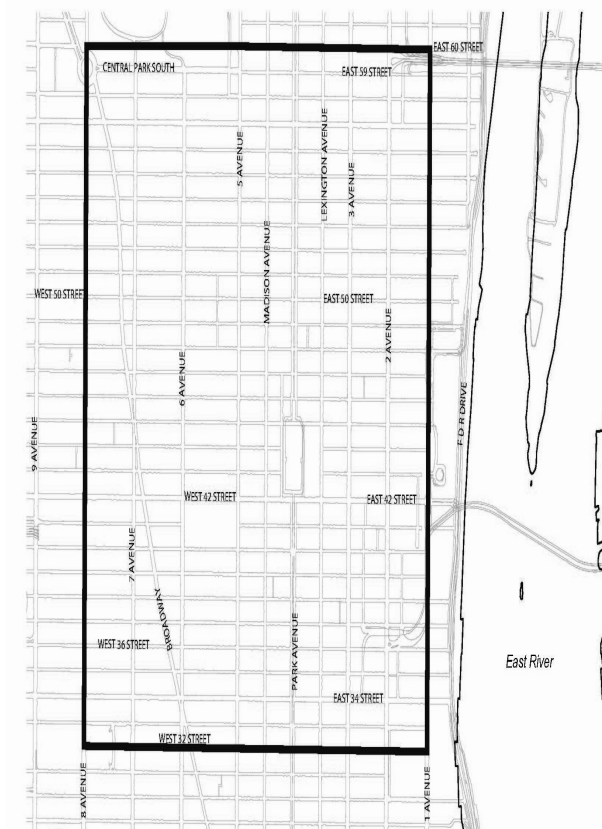 EAST 60 STREET
CENTRAL PARK SOUTH
EAST 59 STREET
5 AVENUE
LEXINGTON AVENUE
3 AVENUE
MADISON AVENUE
WEST 50 STREET
EAST 50 STREET
2 AVENUE
6 AVENUE
9 AVENUE
F D R DRIVE
WEST 42 STREET
EAST 42 STREET
7 AVENUE
BROADWAY
WEST 36 STREET
PARK AVENUE
East River
EAST 34 STREET
WEST 32 STREET
8 AVENUE
1 AVENUE